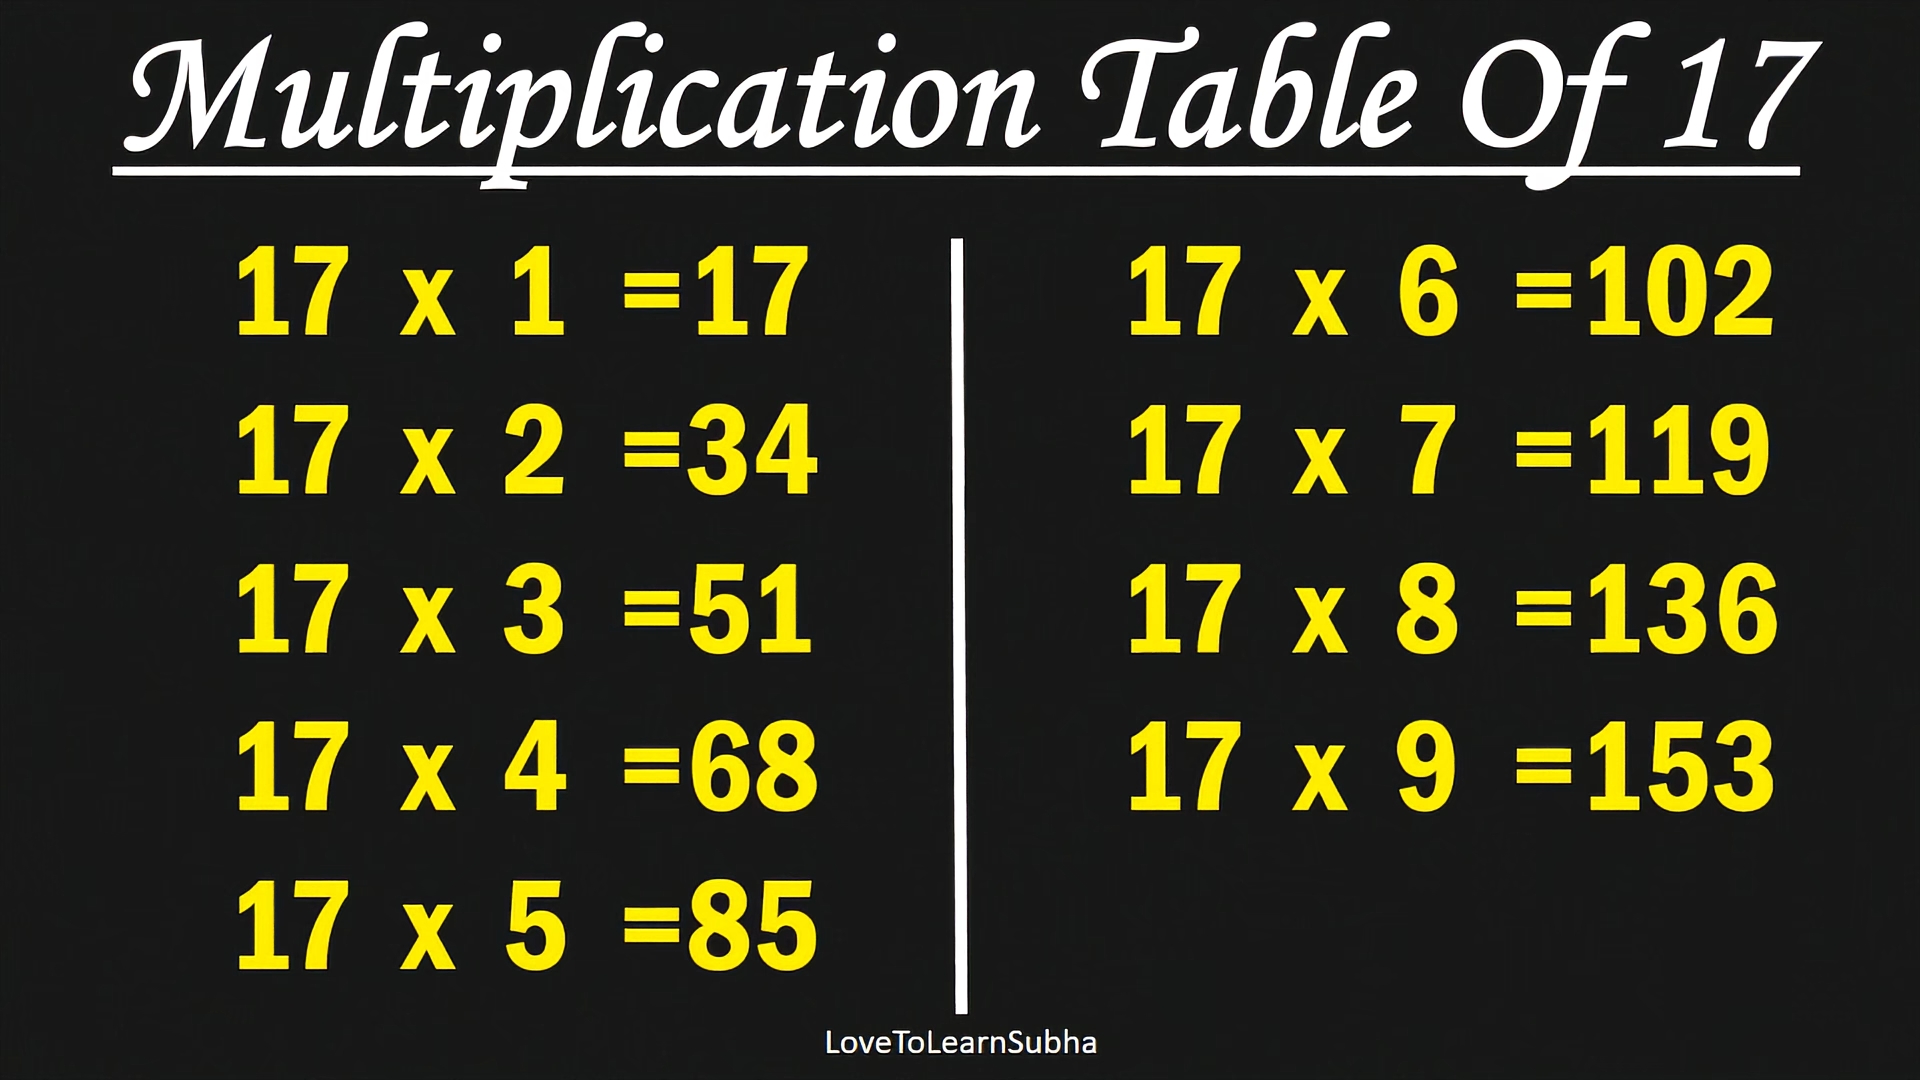 Multiplication Table Of 17
17 x 1 =17
17 x 2 =34
17 x 3 =51
17 x 4 =68
17 x 5 =85
17 x 6 =102
17 x 7 =119
17 x 8 =136
17 x 9 =153
LoveToLearnSubha